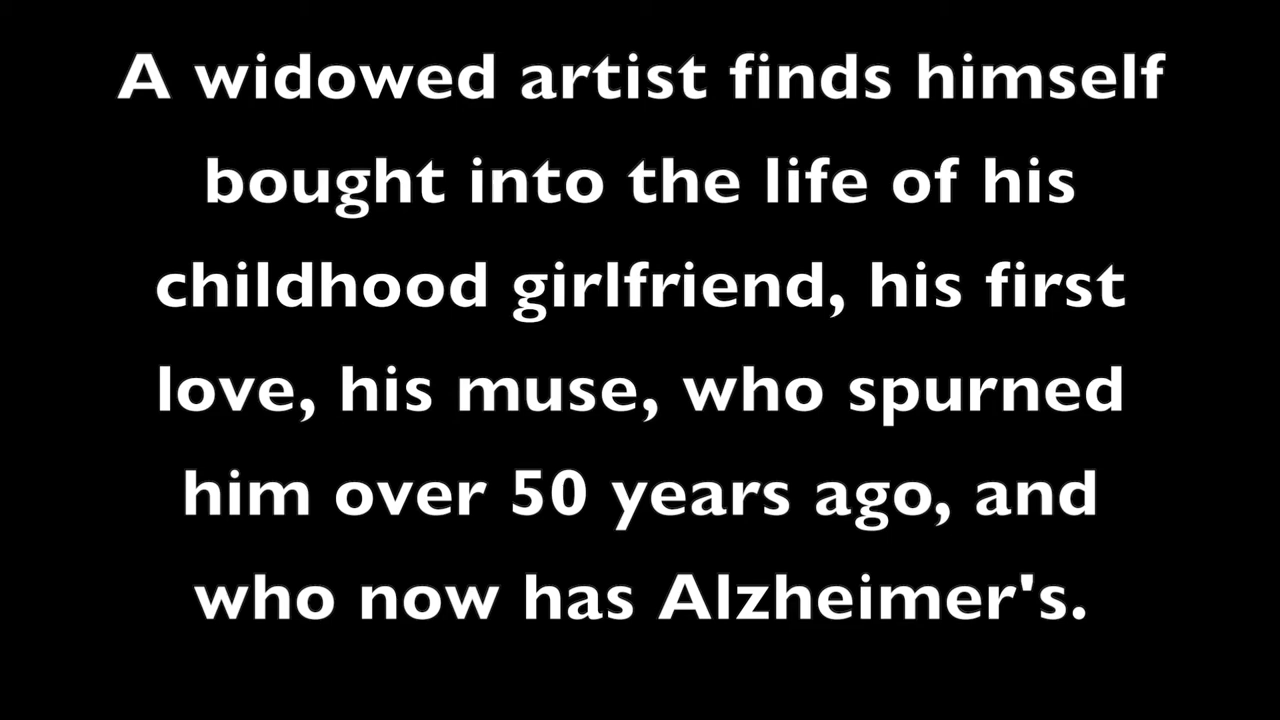 A widowed artist finds himself
bought into the life of his
childhood girlfriend, his first
love, his muse, who spurned
him over 50 years ago, and
who now has Alzheimer's.